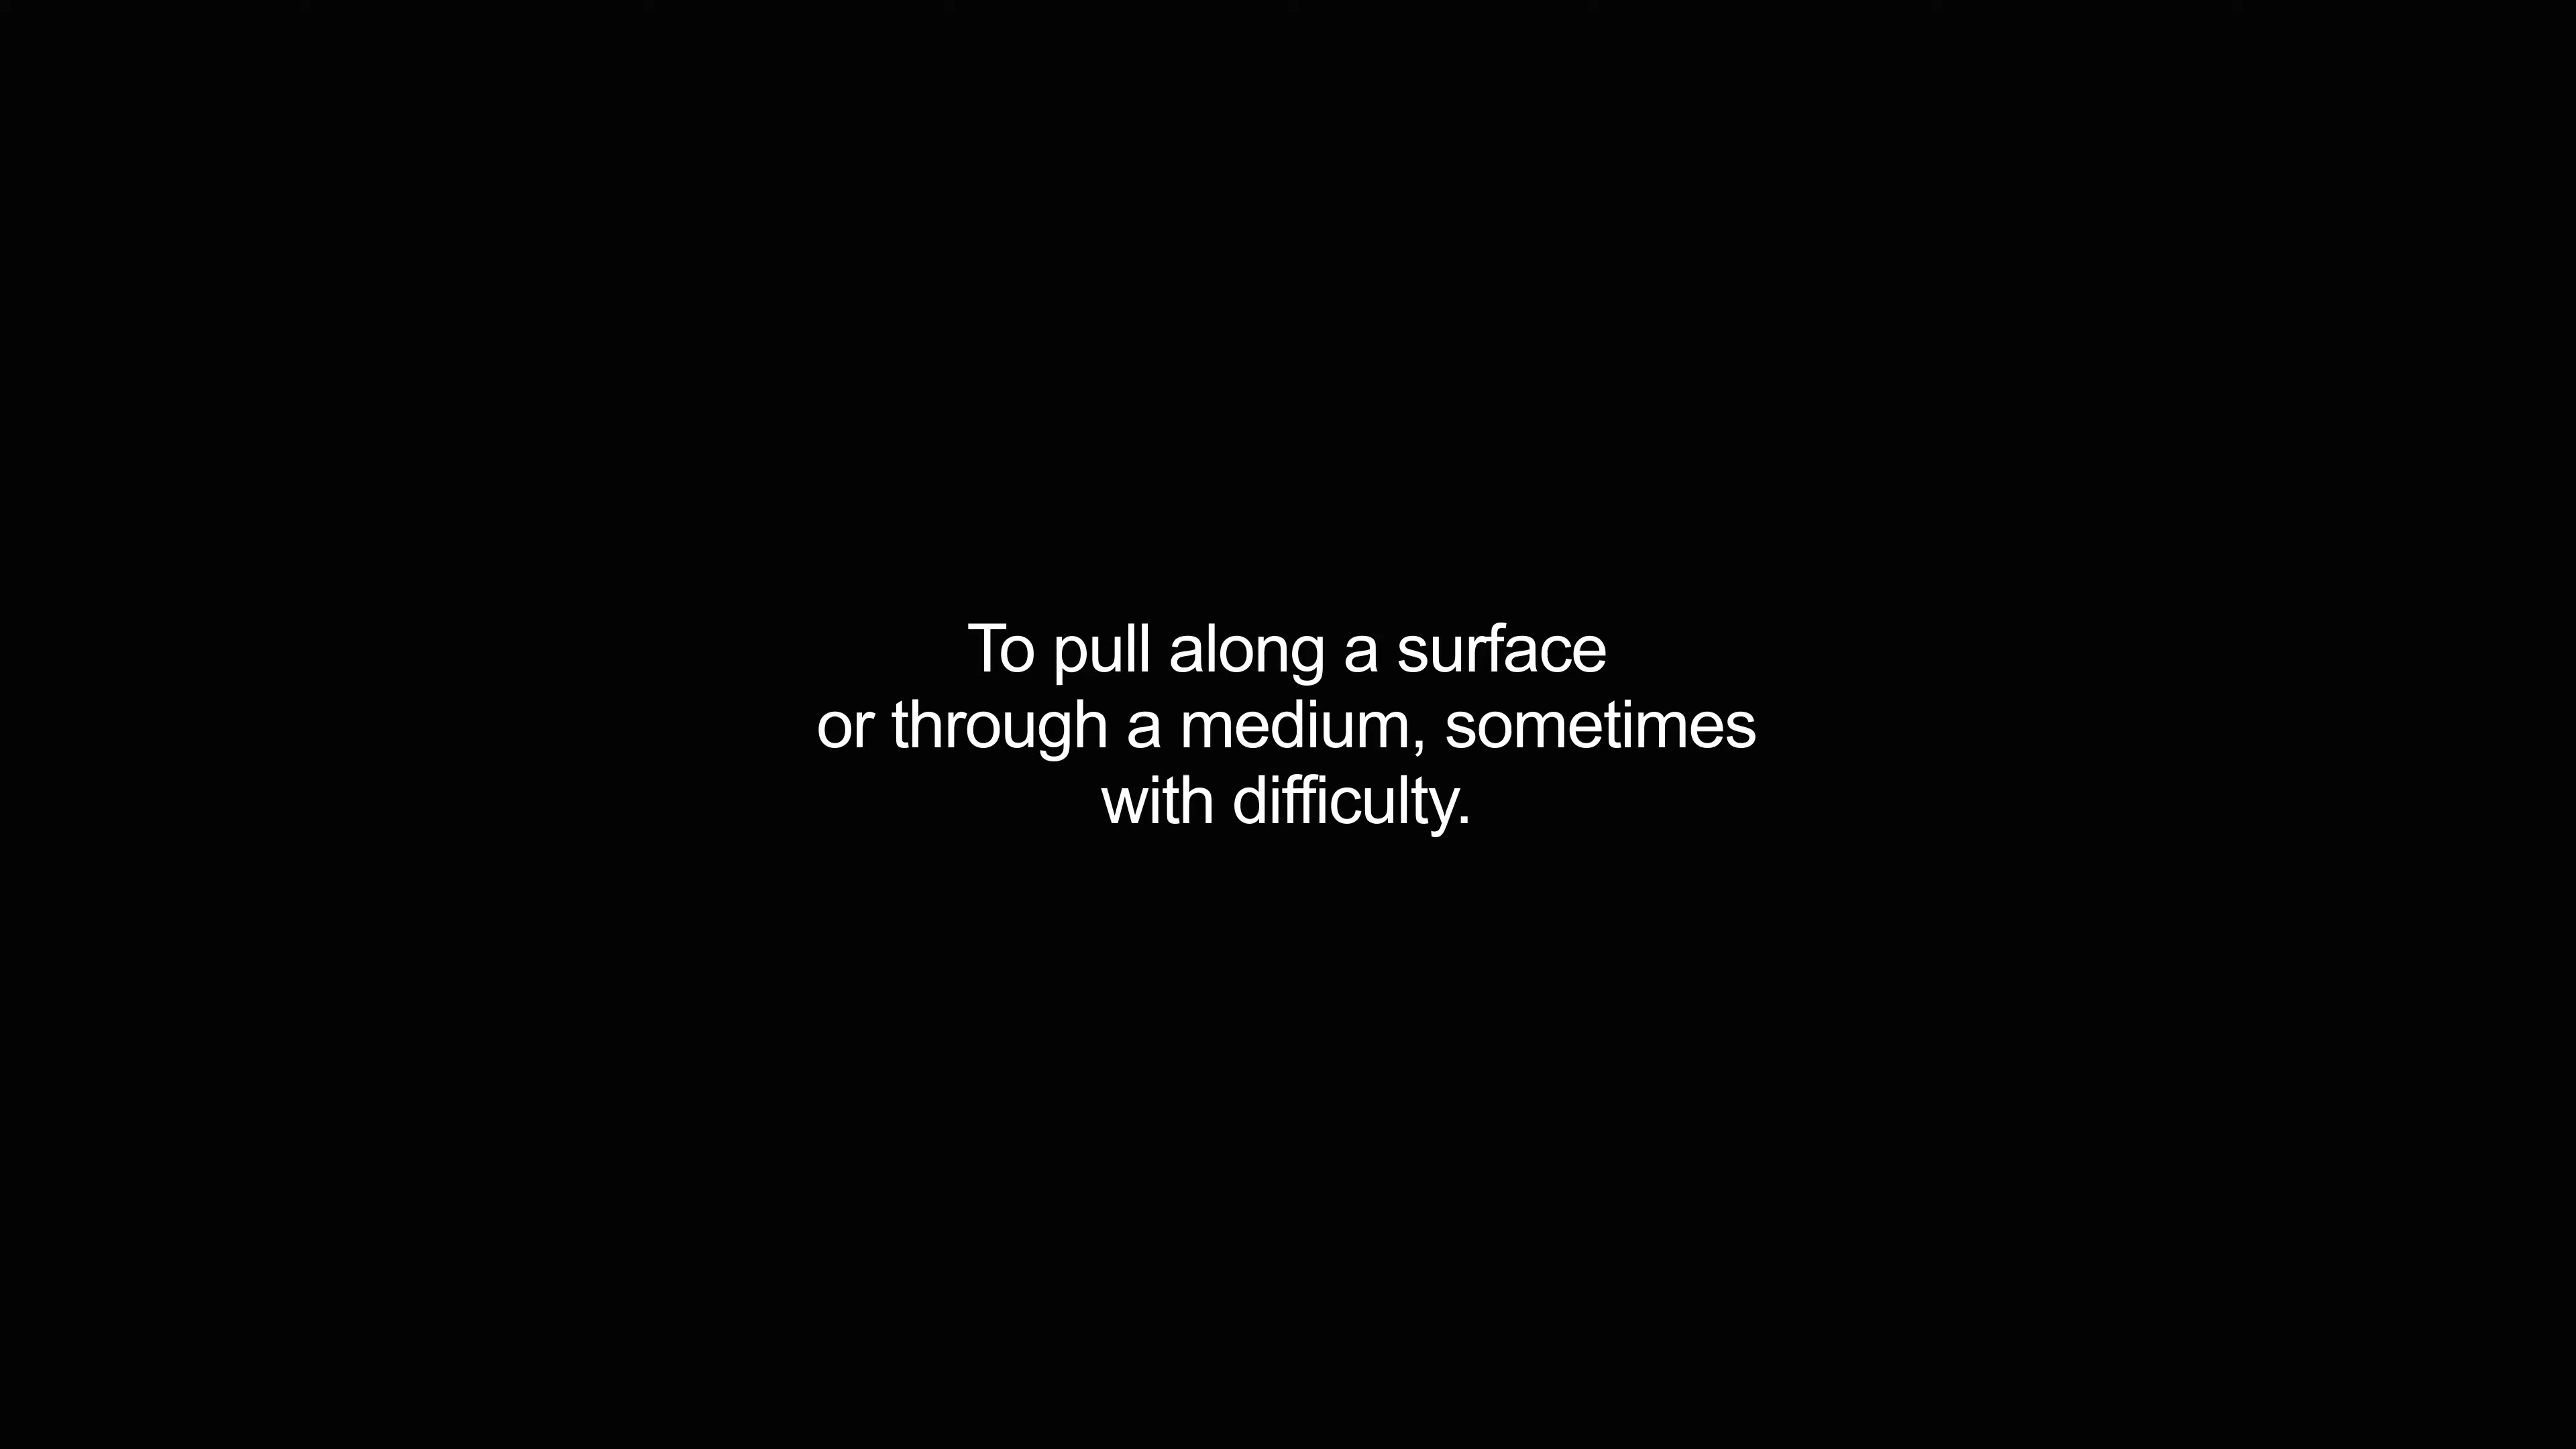 To pull along a surface
or through a medium, sometimes
with difficulty.